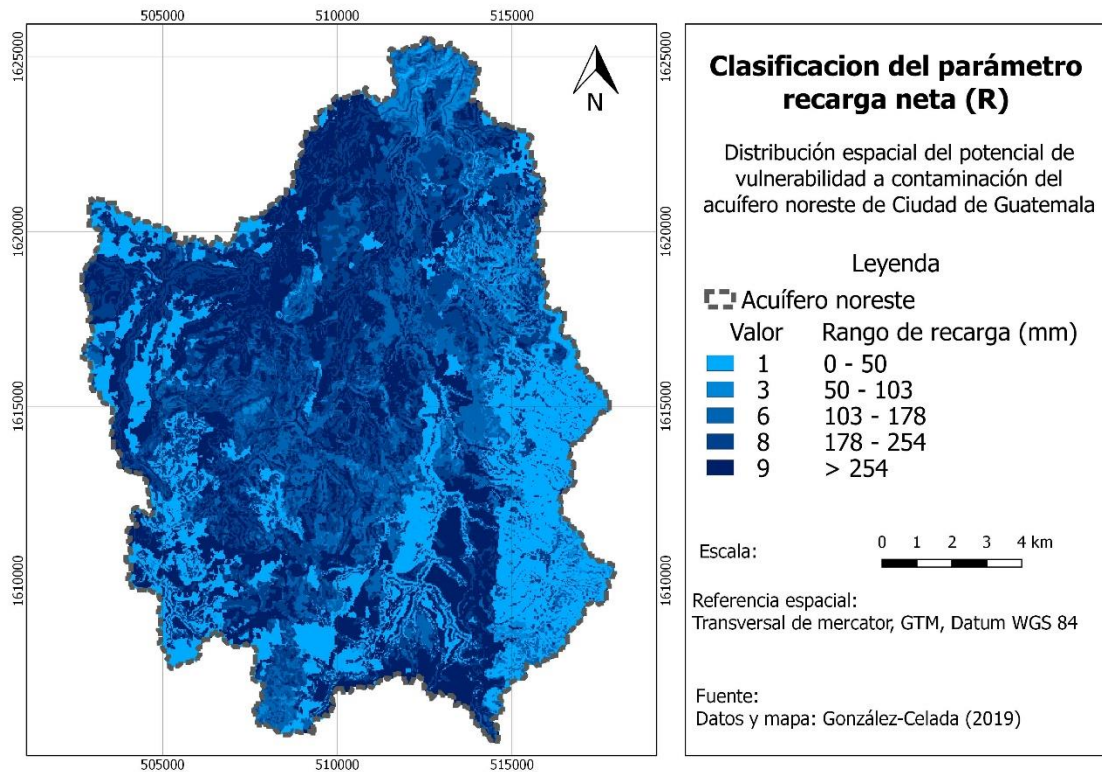 505000 510000 515000
1625000
1620000
1615000
1610000
N
1625000
1620000
1615000
1610000
505000 510000 515000
Clasificacion del parámetro
recarga neta (R)
Distribución espacial del potencial de
vulnerabilidad a contaminación del
acuífero noreste de Ciudad de Guatemala
Leyenda
Acuífero noreste
Valor Rango de recarga (mm)
1 0 - 50
3 50 - 103
6 103 - 178
8 178 - 254
9 > 254
Escala: 0 1 2 3 4 km
Referencia espacial:
Transversal de mercator, GTM, Datum WGS 84
Fuente:
Datos y mapa: González-Celada (2019)